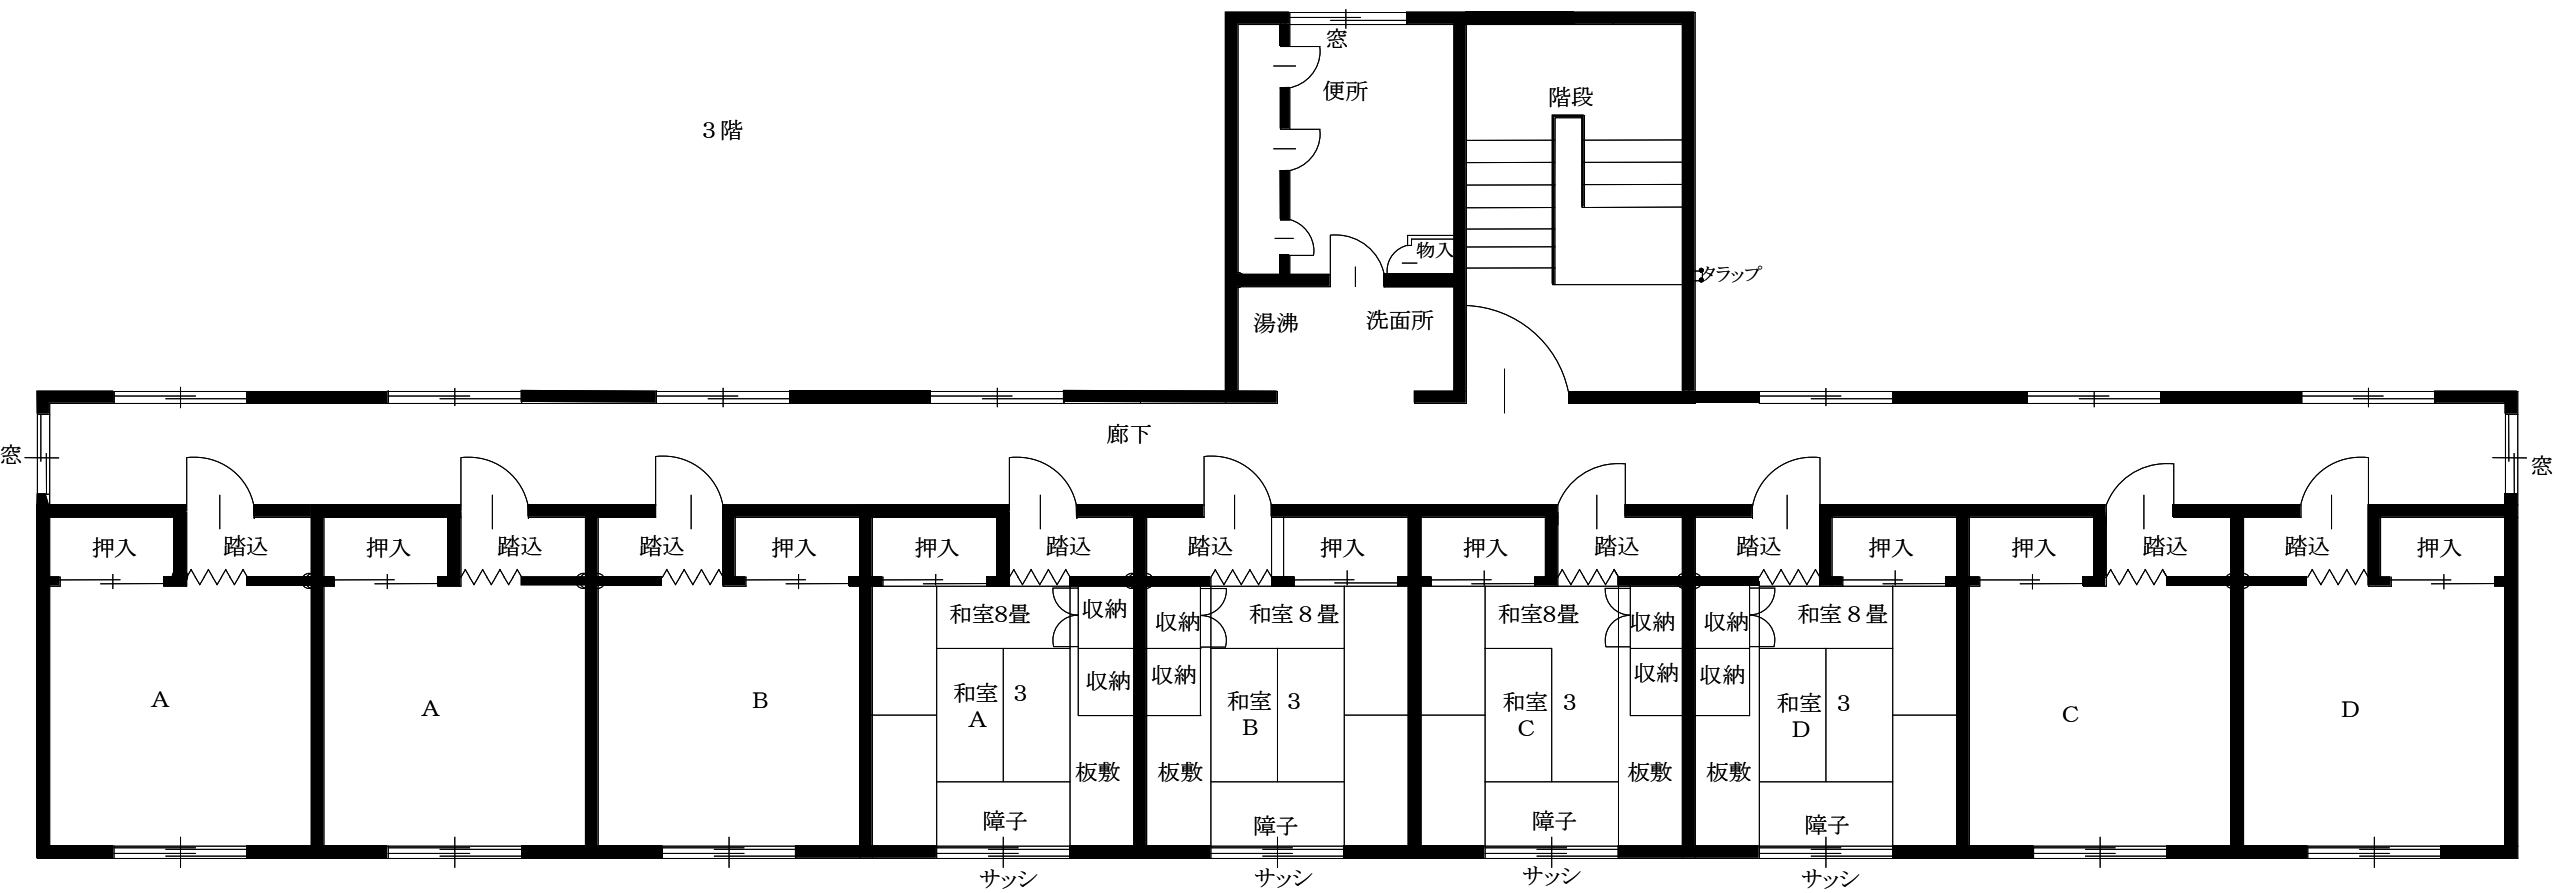 窓
便所
階段
３階
物入
タラップ
湯沸
洗面所
廊下
窓
窓
押入
踏込
押入
踏込
踏込
押入
押入
踏込
踏込
押入
押入
踏込
踏込
押入
押入
踏込
踏込
押入
和室8畳
収納
収納
和室８畳
和室8畳
収納
収納
和室８畳
収納
収納
収納
収納
A
A
B
和室 3
A
和室 3
B
和室 3
C
和室 3
D
C
D
板敷
板敷
板敷
板敷
障子
障子
障子
障子
サッシ
サッシ
サッシ
サッシ